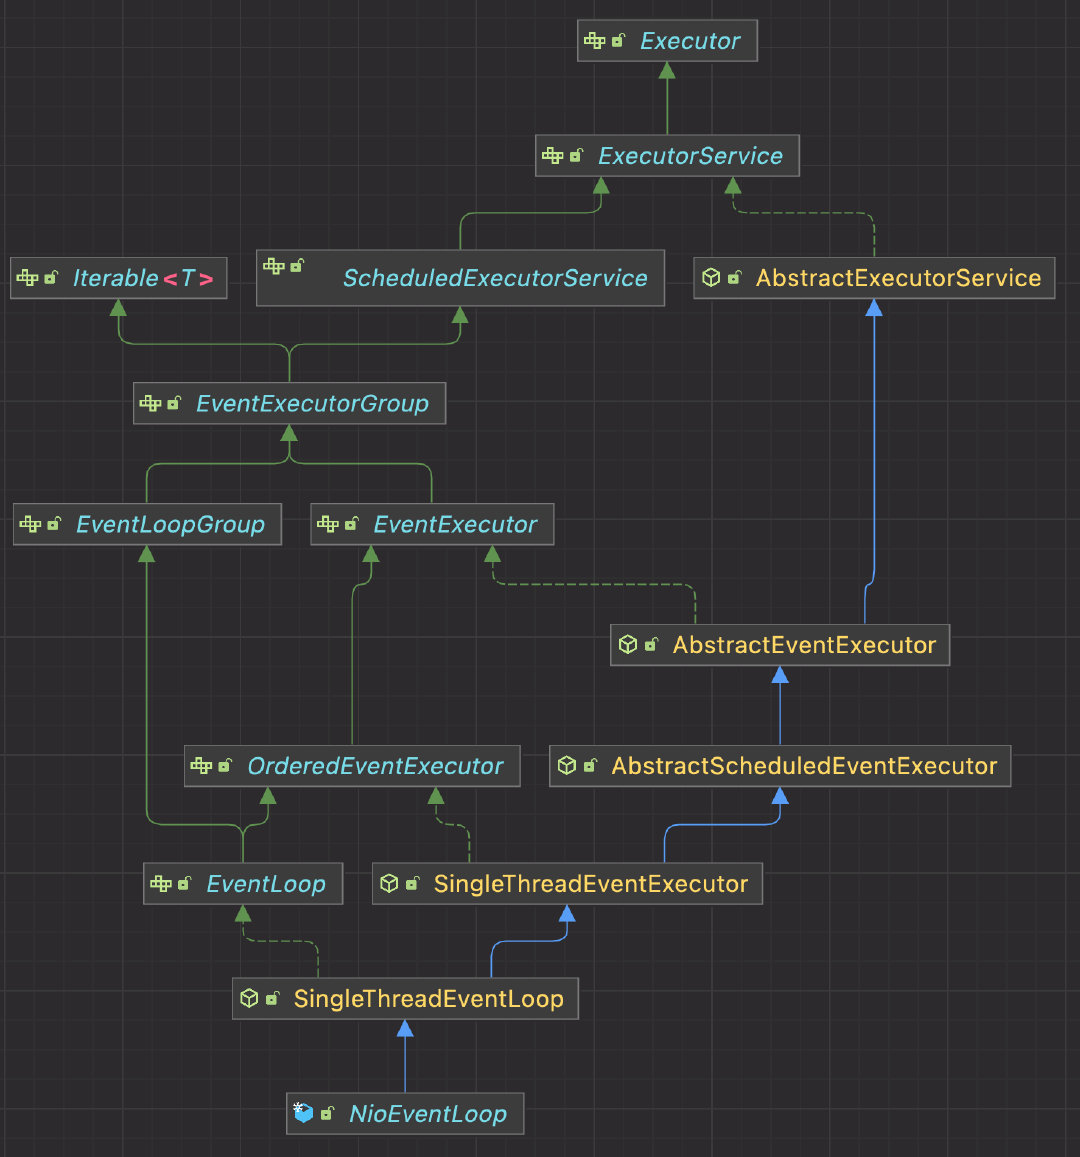 Executor
ExecutorService
Iterable<T>
ScheduledExecutorService
AbstractExecutorService
EventExecutorGroup
EventLoopGroup
EventExecutor
AbstractEventExecutor
OrderedEventExecutor
AbstractScheduledEventExecutor
EventLoop
SingleThreadEventExecutor
SingleThreadEventLoop
NioEventLoop